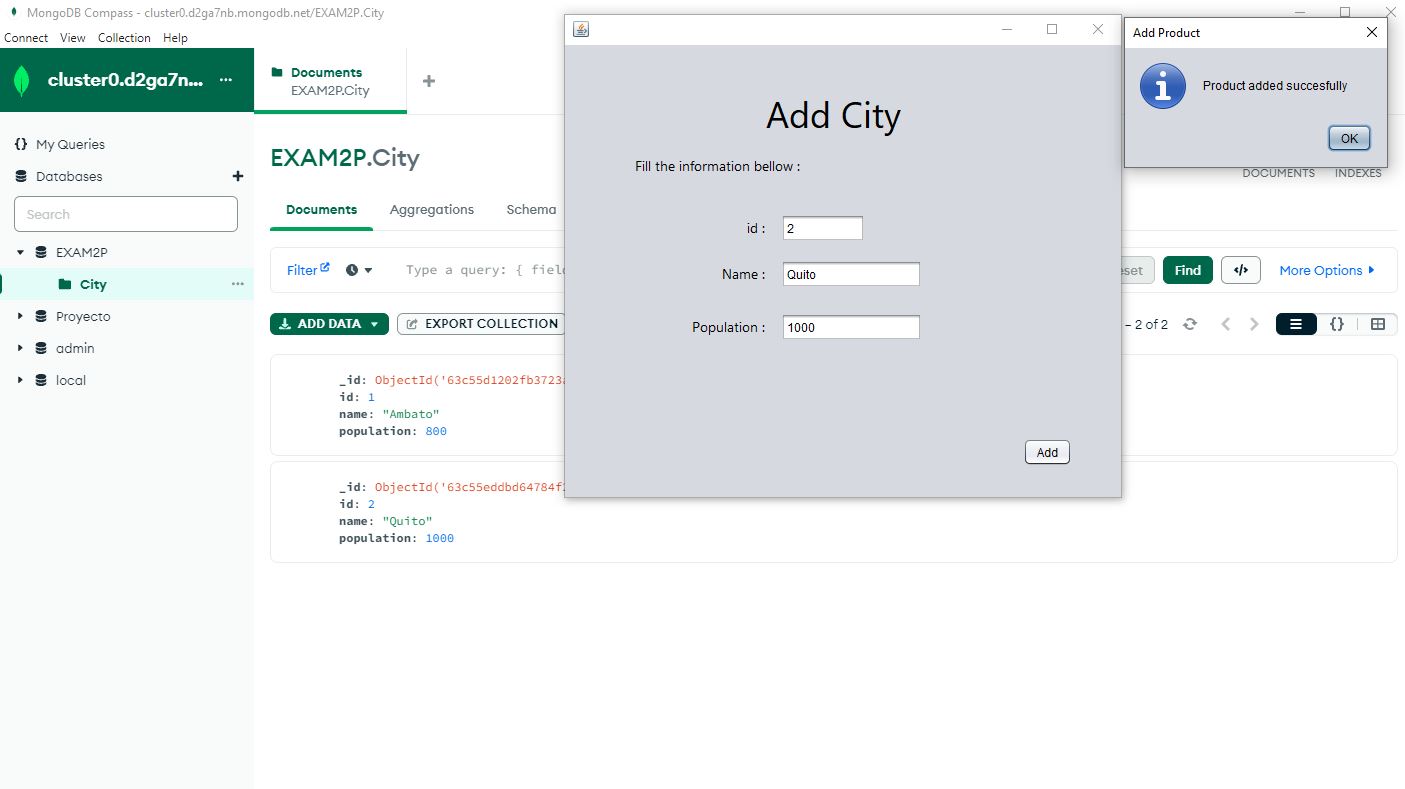 MongoDB Compass - cluster0.d2ga7nb.mongodb.net/EXAM2P.City
Connect View Collection Help
cluster0.d2ga7n... ...
Documents
EXAM2P.City
+
{} My Queries
Databases +
Search
EXAM2P
City ...
Proyecto
admin
local
EXAM2P.City
DOCUMENTS INDEXES
Documents Aggregations Schema
Filter Type a query: { field
Find </> More Options
ADD DATA EXPORT COLLECTION
– 2 of 2 {}
_id: ObjectId('63c55d1202fb3723a
id: 1
name: "Ambato"
population: 800
_id: ObjectId('63c55eddbd64784f
id: 2
name: "Quito"
population: 1000
Add City
Fill the information bellow :
id : 2
Name : Quito
Population : 1000
Add
Add Product
Product added succesfully
OK